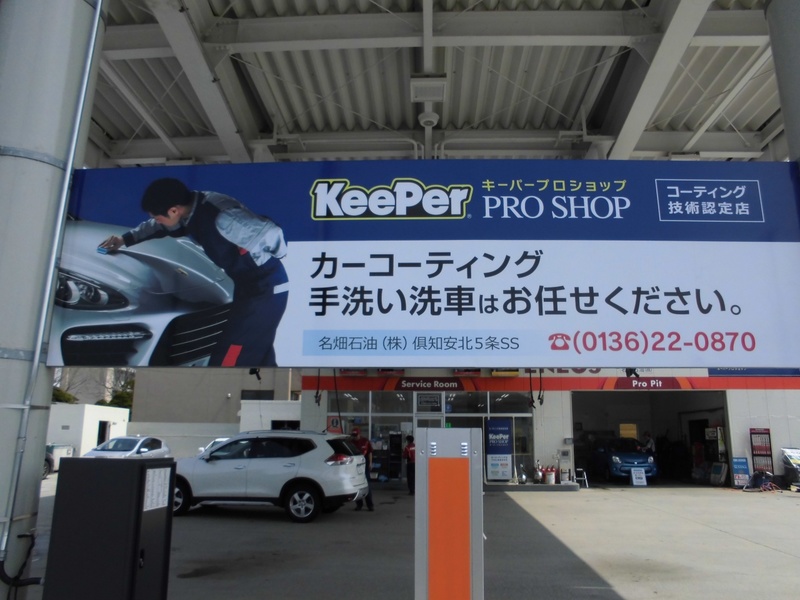 KeePer
キーパープロショップ
PRO SHOP
コーティング
技術認定店
カーコーティング
手洗い洗車はお任せください。
名畑石油（株）倶知安北5条SS
☎(0136)22-0870
ENEOS
Service Room
Pro Pit
KeePer